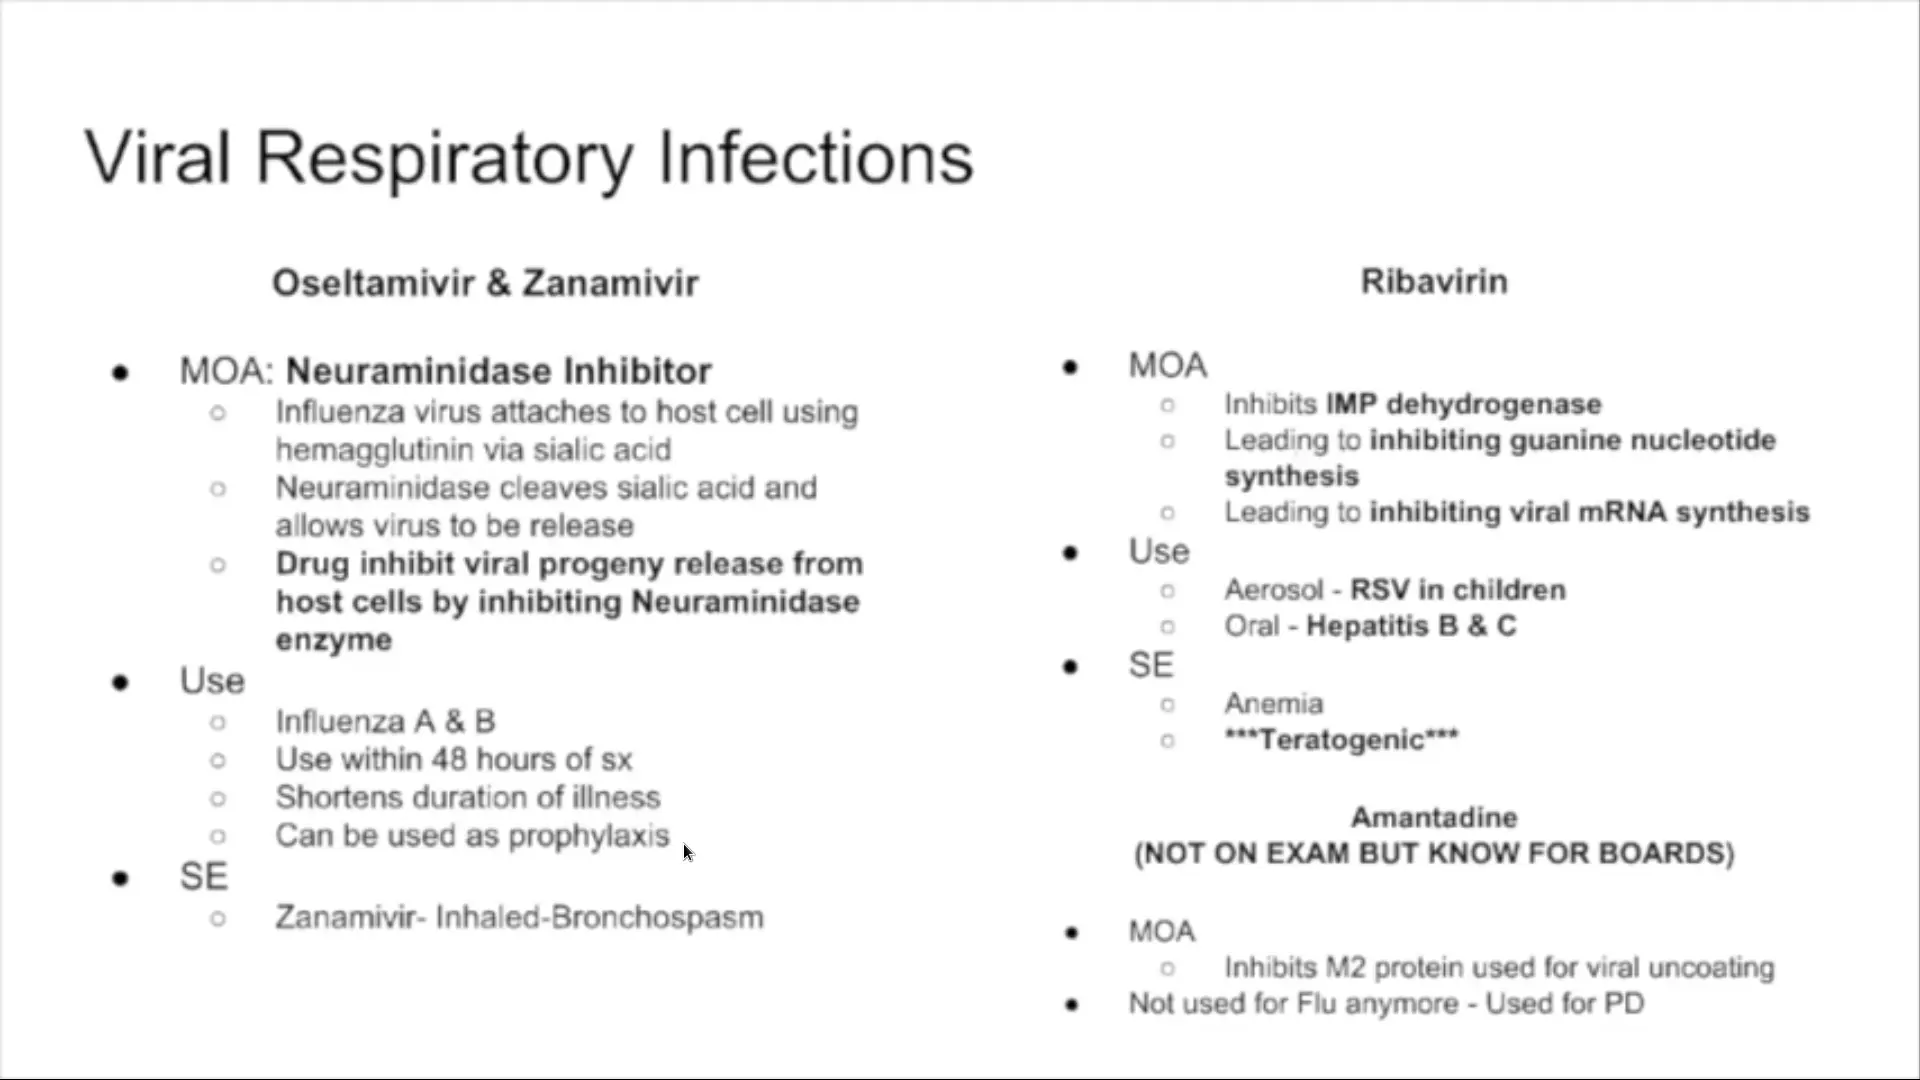 Viral Respiratory Infections
Oseltamivir & Zanamivir
● MOA: Neuraminidase Inhibitor
○ Influenza virus attaches to host cell using
hemagglutinin via sialic acid
○ Neuraminidase cleaves sialic acid and
allows virus to be release
○ Drug inhibit viral progeny release from
host cells by inhibiting Neuraminidase
enzyme
● Use
○ Influenza A & B
○ Use within 48 hours of sx
○ Shortens duration of illness
○ Can be used as prophylaxis
● SE
○ Zanamivir- Inhaled-Bronchospasm
Ribavirin
● MOA
○ Inhibits IMP dehydrogenase
○ Leading to inhibiting guanine nucleotide
synthesis
○ Leading to inhibiting viral mRNA synthesis
● Use
○ Aerosol - RSV in children
○ Oral - Hepatitis B & C
● SE
○ Anemia
○ ***Teratogenic***
Amantadine
(NOT ON EXAM BUT KNOW FOR BOARDS)
● MOA
○ Inhibits M2 protein used for viral uncoating
● Not used for Flu anymore - Used for PD